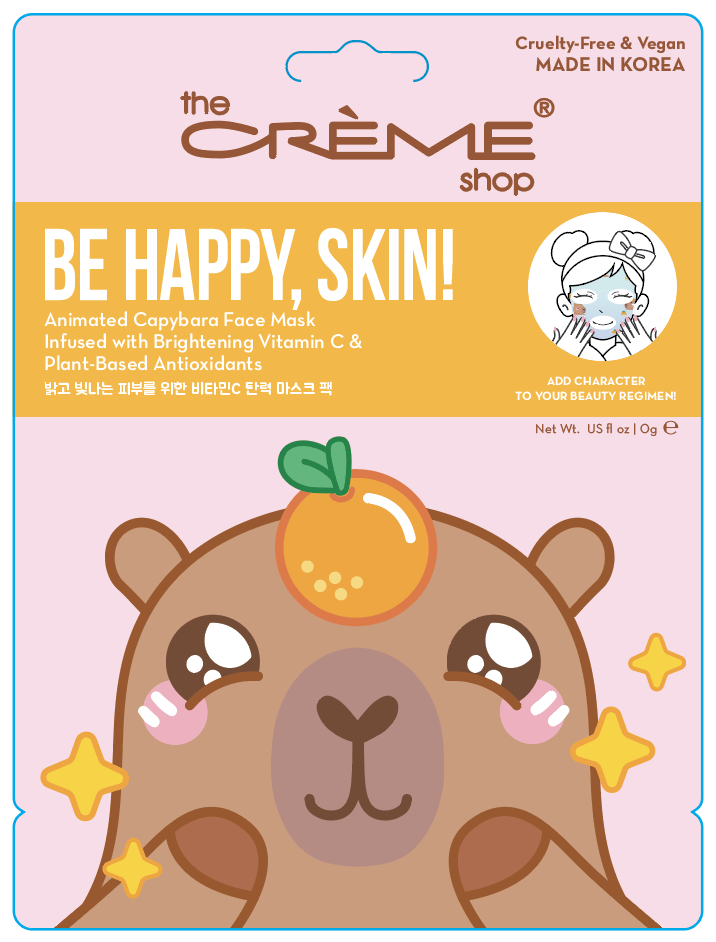 Cruelty-Free & Vegan
MADE IN KOREA
the
CRÈME®
shop
BE HAPPY, SKIN!
Animated Capybara Face Mask
Infused with Brightening Vitamin C &
Plant-Based Antioxidants
밝고 빛나는 피부를 위한 비타민C 탄력 마스크 팩
ADD CHARACTER
TO YOUR BEAUTY REGIMEN!
Net Wt. US fl oz | 0g ℮